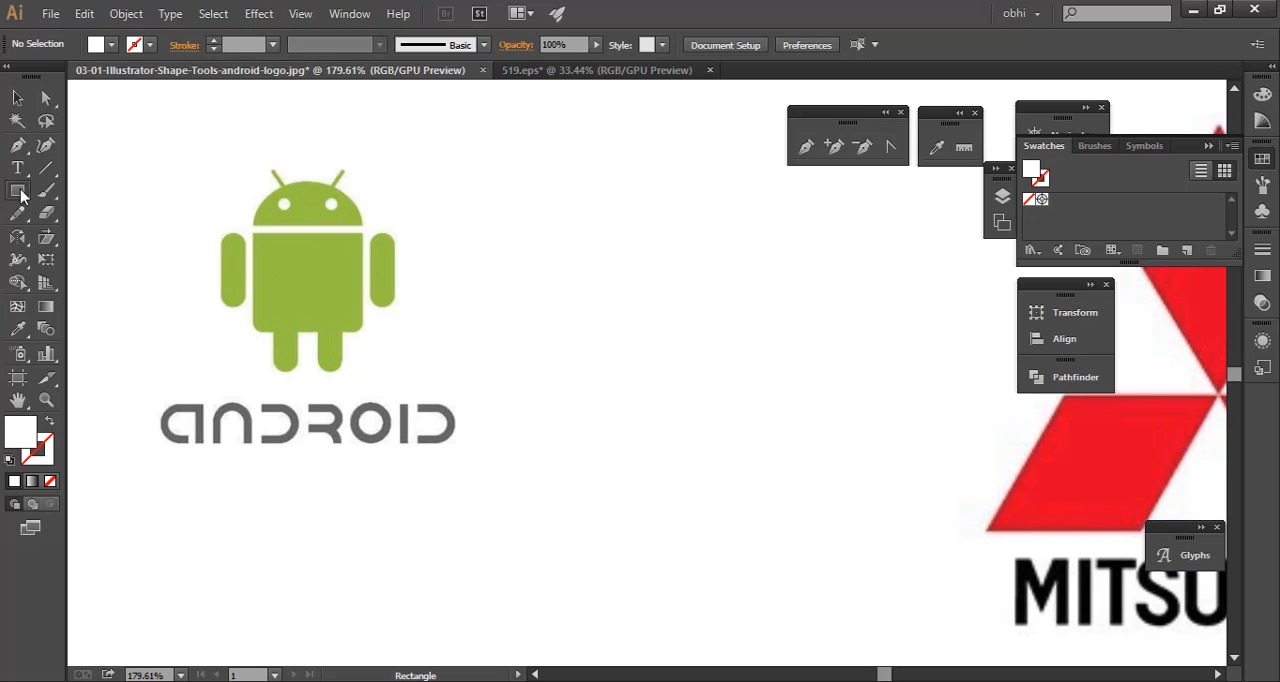 Ai File Edit Object Type Select Effect View Window Help Br St obhi
No Selection Stroke: Basic Opacity: 100% Style: Document Setup Preferences
03-01-Illustrator-Shape-Tools-android-logo.jpg* @ 179.61% (RGB/GPU Preview) 519.eps* @ 33.44% (RGB/GPU Preview)
Swatches Brushes Symbols
Transform
Align
Pathfinder
ANDROID
Glyphs
MITSU
179.61% 1 Rectangle